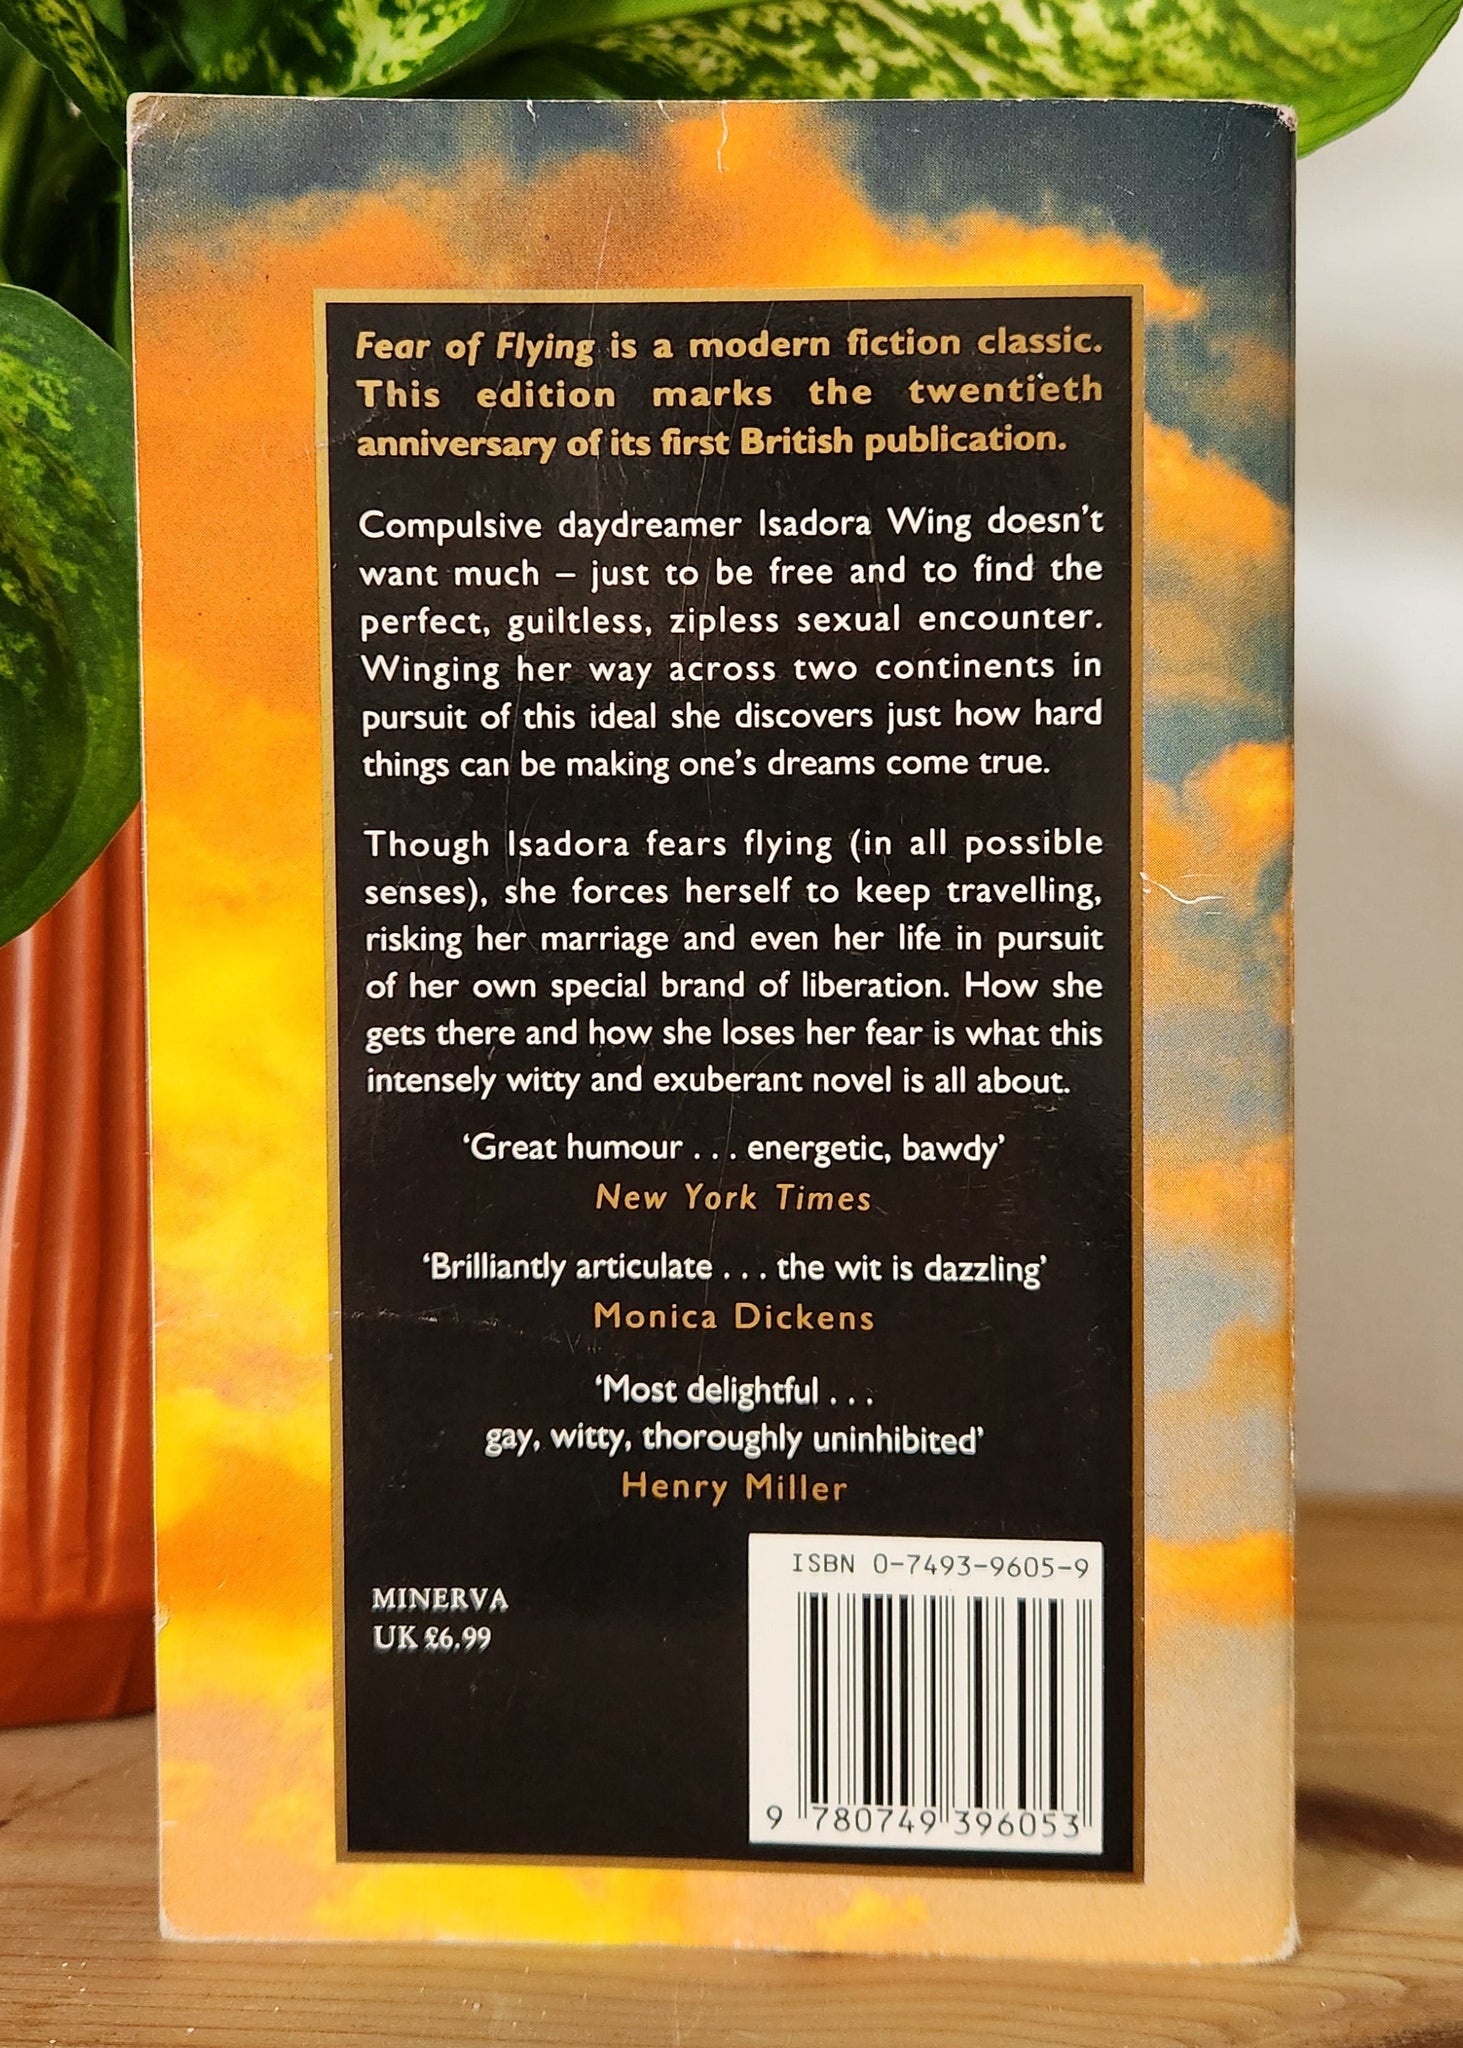 Fear of Flying is a modern fiction classic.
This edition marks the twentieth
anniversary of its first British publication.
Compulsive daydreamer Isadora Wing doesn't
want much – just to be free and to find the
perfect, guiltless, zipless sexual encounter.
Winging her way across two continents in
pursuit of this ideal she discovers just how hard
things can be making one's dreams come true.
Though Isadora fears flying (in all possible
senses), she forces herself to keep travelling,
risking her marriage and even her life in pursuit
of her own special brand of liberation. How she
gets there and how she loses her fear is what this
intensely witty and exuberant novel is all about.
'Great humour . . . energetic, bawdy'
New York Times
'Brilliantly articulate . . . the wit is dazzling'
Monica Dickens
'Most delightful . . .
gay, witty, thoroughly uninhibited'
Henry Miller
MINERVA
UK £6.99
ISBN 0-7493-9605-9
9 780749 396053